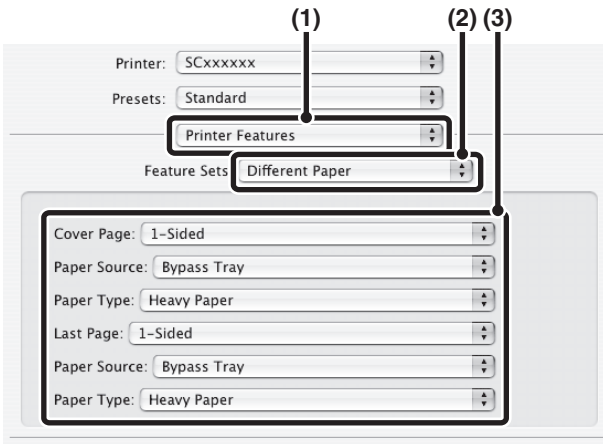 (1) (2) (3)
Printer: SCxxxxxx
Presets: Standard
Printer Features
Feature Sets: Different Paper
Cover Page: 1-Sided
Paper Source: Bypass Tray
Paper Type: Heavy Paper
Last Page: 1-Sided
Paper Source: Bypass Tray
Paper Type: Heavy Paper